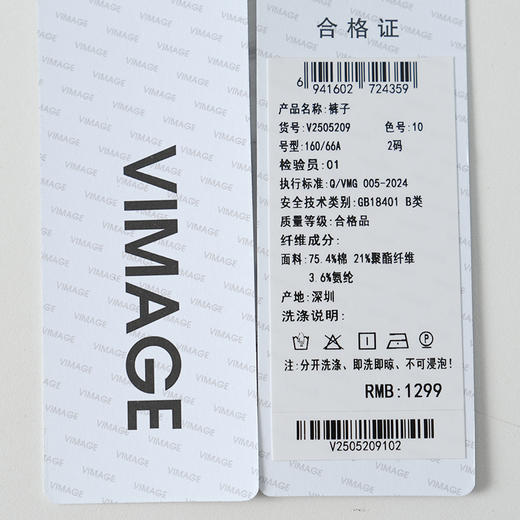 VIMAGE
合格证
6 941602 724359
产品名称:裤子
货号:V2505209 色号:10
号型:160/66A 2码
检验员:01
执行标准:Q/VMG 005-2024
安全技术类别:GB18401 B类
质量等级:合格品
纤维成分:
面料:75.4%棉 21%聚酯纤维
3.6%氨纶
产地:深圳
洗涤说明:
注:分开洗涤、即洗即晾、不可浸泡!
RMB:1299
V2505209102